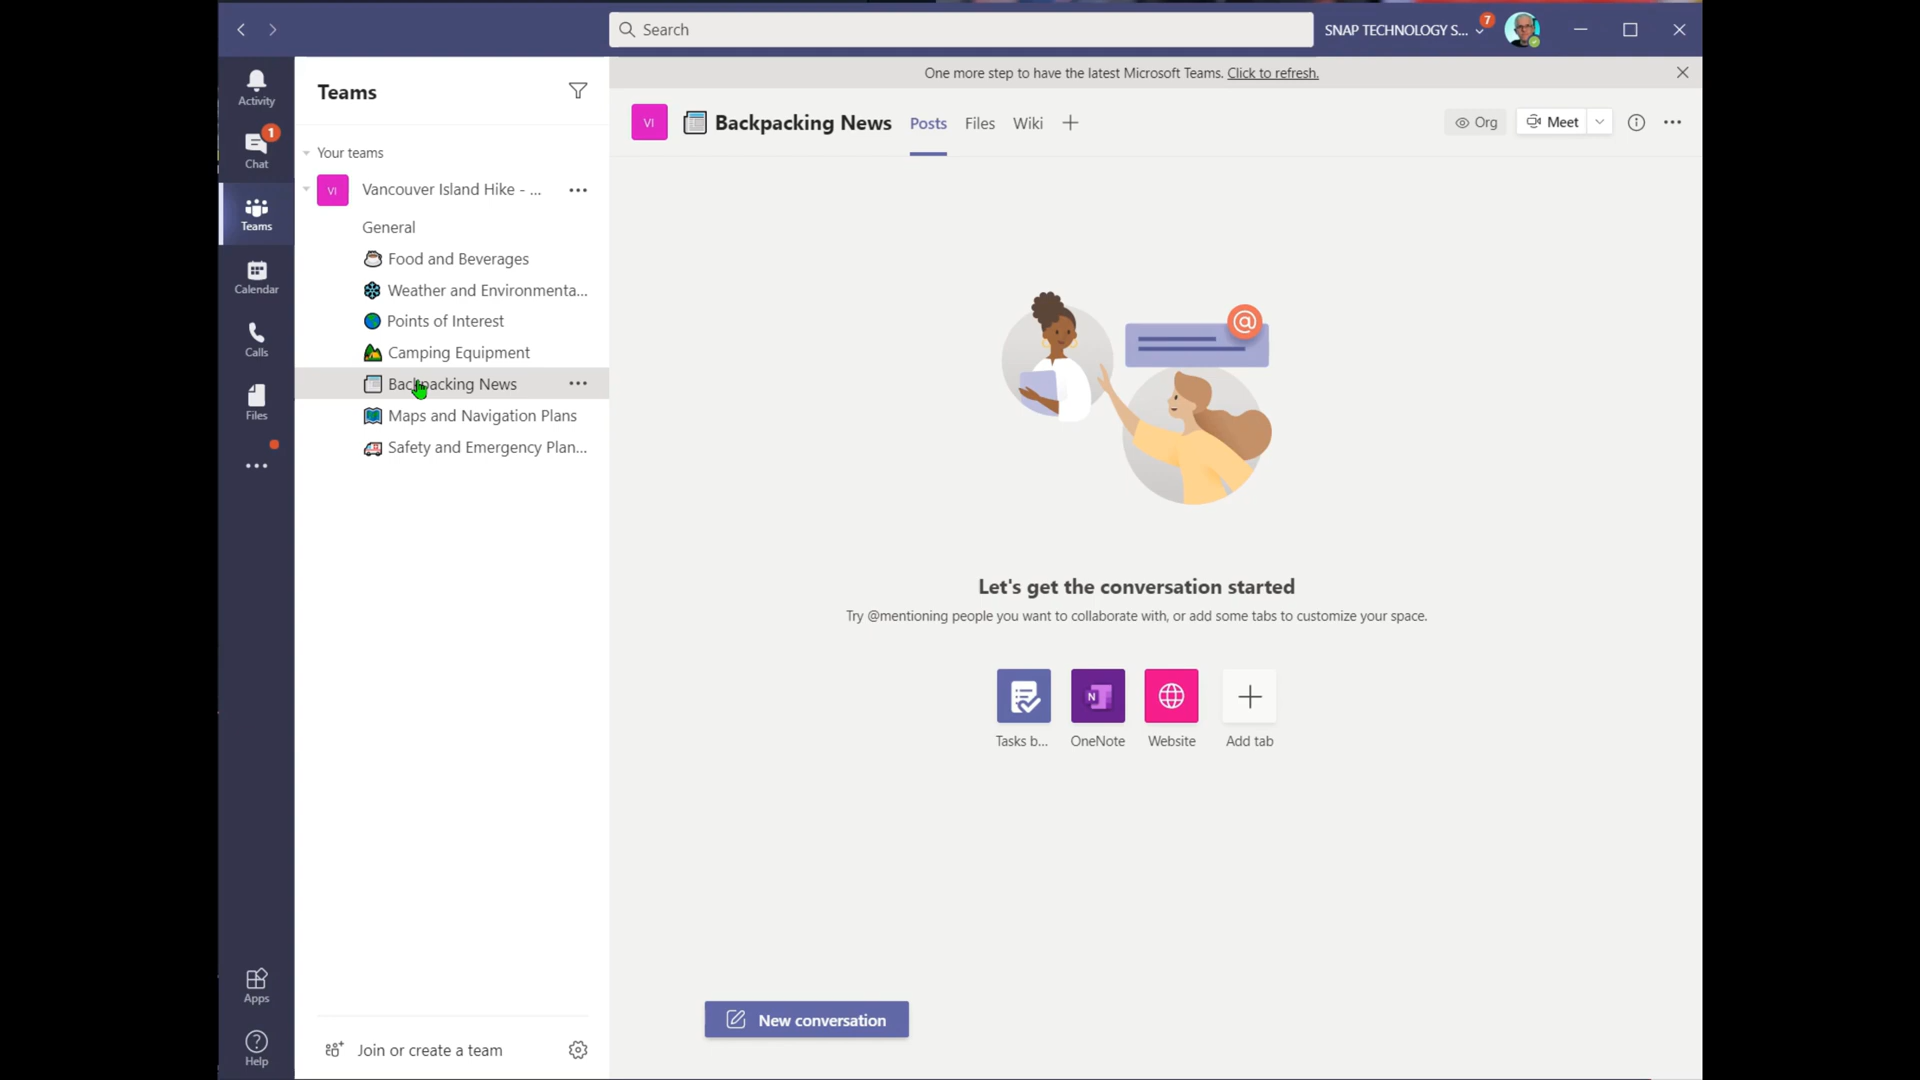 Search
SNAP TECHNOLOGY S...
7
One more step to have the latest Microsoft Teams. Click to refresh.
Activity
1
Chat
Teams
Calendar
Calls
Files
Apps
Help
Teams
Your teams
VI Vancouver Island Hike - ...
General
Food and Beverages
Weather and Environmenta...
Points of Interest
Camping Equipment
Backpacking News
Maps and Navigation Plans
Safety and Emergency Plan...
Join or create a team
VI Backpacking News Posts Files Wiki
Org Meet
@
Let's get the conversation started
Try @mentioning people you want to collaborate with, or add some tabs to customize your space.
N
Tasks b... OneNote Website Add tab
New conversation